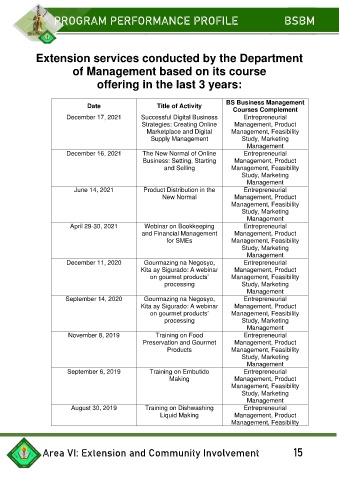 PROGRAM PERFORMANCE PROFILE BSBM
Extension services conducted by the Department
of Management based on its course
offering in the last 3 years:
Date Title of Activity BS Business Management
Courses Complement
December 17, 2021 Successful Digital Business Entrepreneurial
Strategies: Creating Online Management, Product
Marketplace and Digital Management, Feasibility
Supply Management Study, Marketing
Management
December 16, 2021 The New Normal of Online Entrepreneurial
Business: Setting, Starting Management, Product
and Selling Management, Feasibility
Study, Marketing
Management
June 14, 2021 Product Distribution in the Entrepreneurial
New Normal Management, Product
Management, Feasibility
Study, Marketing
Management
April 29-30, 2021 Webinar on Bookkeeping Entrepreneurial
and Financial Management Management, Product
for SMEs Management, Feasibility
Study, Marketing
Management
December 11, 2020 Gourmazing na Negosyo, Entrepreneurial
Kita ay Sigurado: A webinar Management, Product
on gourmet products' Management, Feasibility
processing Study, Marketing
Management
September 14, 2020 Gourmazing na Negosyo, Entrepreneurial
Kita ay Sigurado: A webinar Management, Product
on gourmet products' Management, Feasibility
processing Study, Marketing
Management
November 8, 2019 Training on Food Entrepreneurial
Preservation and Gourmet Management, Product
Products Management, Feasibility
Study, Marketing
Management
September 6, 2019 Training on Embutido Entrepreneurial
Making Management, Product
Management, Feasibility
Study, Marketing
Management
August 30, 2019 Training on Dishwashing Entrepreneurial
Liquid Making Management, Product
Management, Feasibility
Area VI: Extension and Community Involvement 15